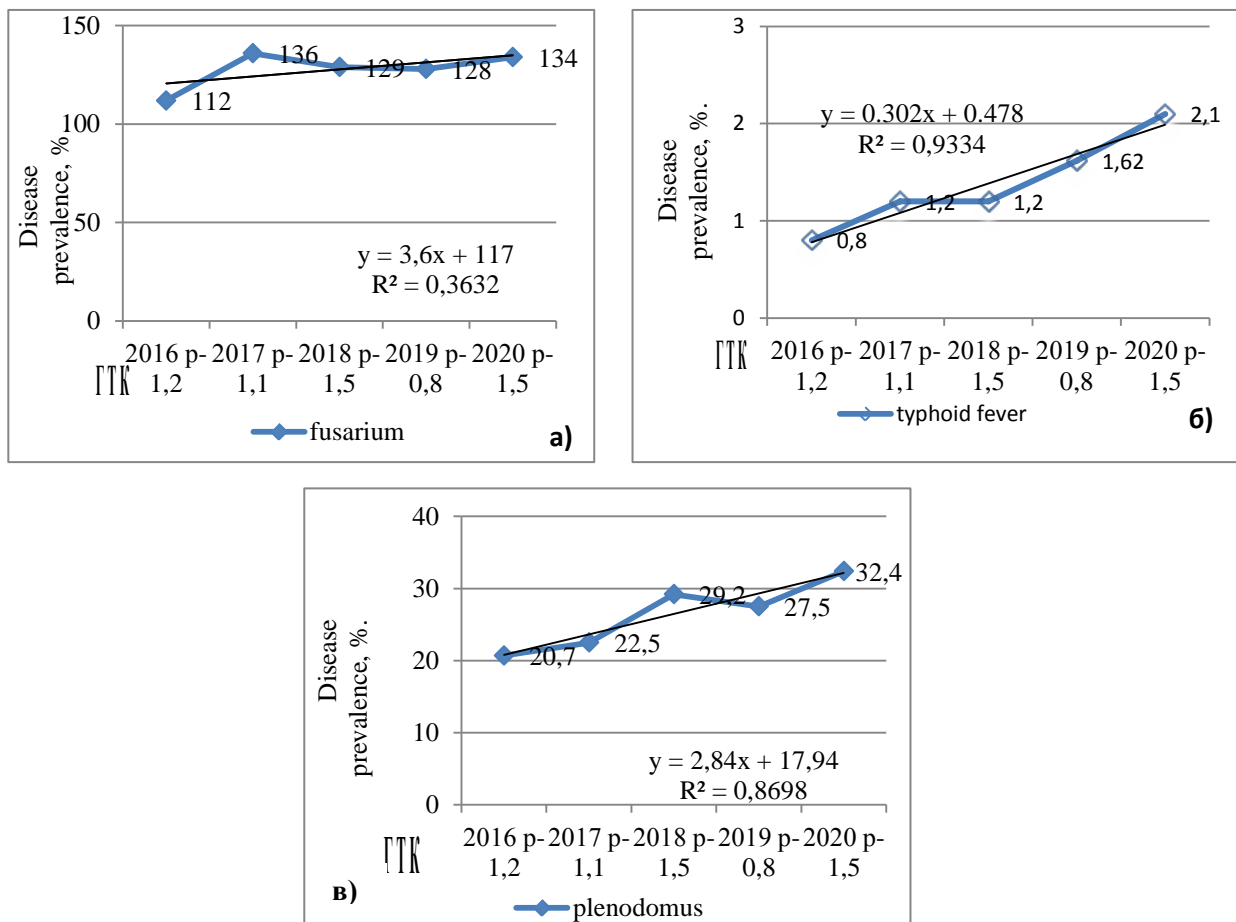 150
100
50
0
Disease
prevalence, %
112
136
129
128
134
y = 3,6x + 117
R² = 0,3632
ГТК
2016 р-
1,2
2017 р-
1,1
2018 р-
1,5
2019 р-
0,8
2020 р-
1,5
fusarium
а)
3
2
1
0
Disease
prevalence, %.
y = 0.302x + 0.478
R² = 0,9334
0,8
1,2
1,2
1,62
2,1
ГТК
2016 р-
1,2
2017 р-
1,1
2018 р-
1,5
2019 р-
0,8
2020 р-
1,5
typhoid fever
б)
40
30
20
10
0
Disease
prevalence, %.
20,7
22,5
29,2
27,5
32,4
y = 2,84x + 17,94
R² = 0,8698
ГТК
2016 р-
1,2
2017 р-
1,1
2018 р-
1,5
2019 р-
0,8
2020 р-
1,5
в)
plenodomus